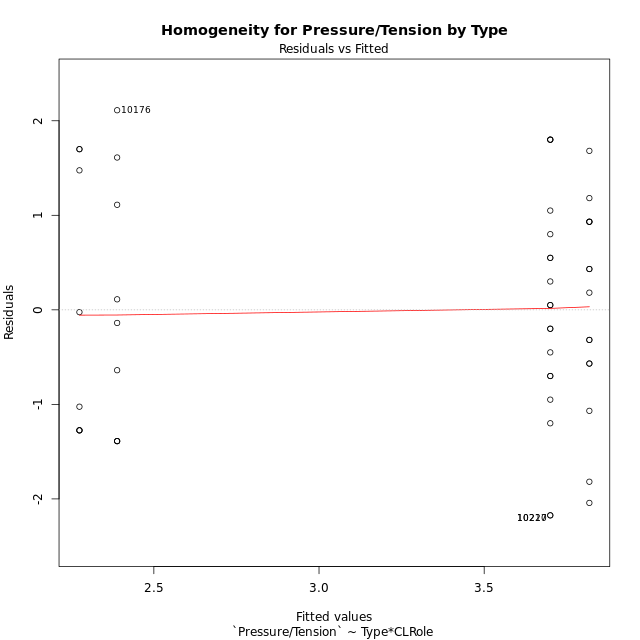 Homogeneity for Pressure/Tension by Type
Residuals vs Fitted
10176
2
1
0
-1
-2
Residuals
2.5 3.0 3.5
Fitted values
`Pressure/Tension` ~ Type*CLRole